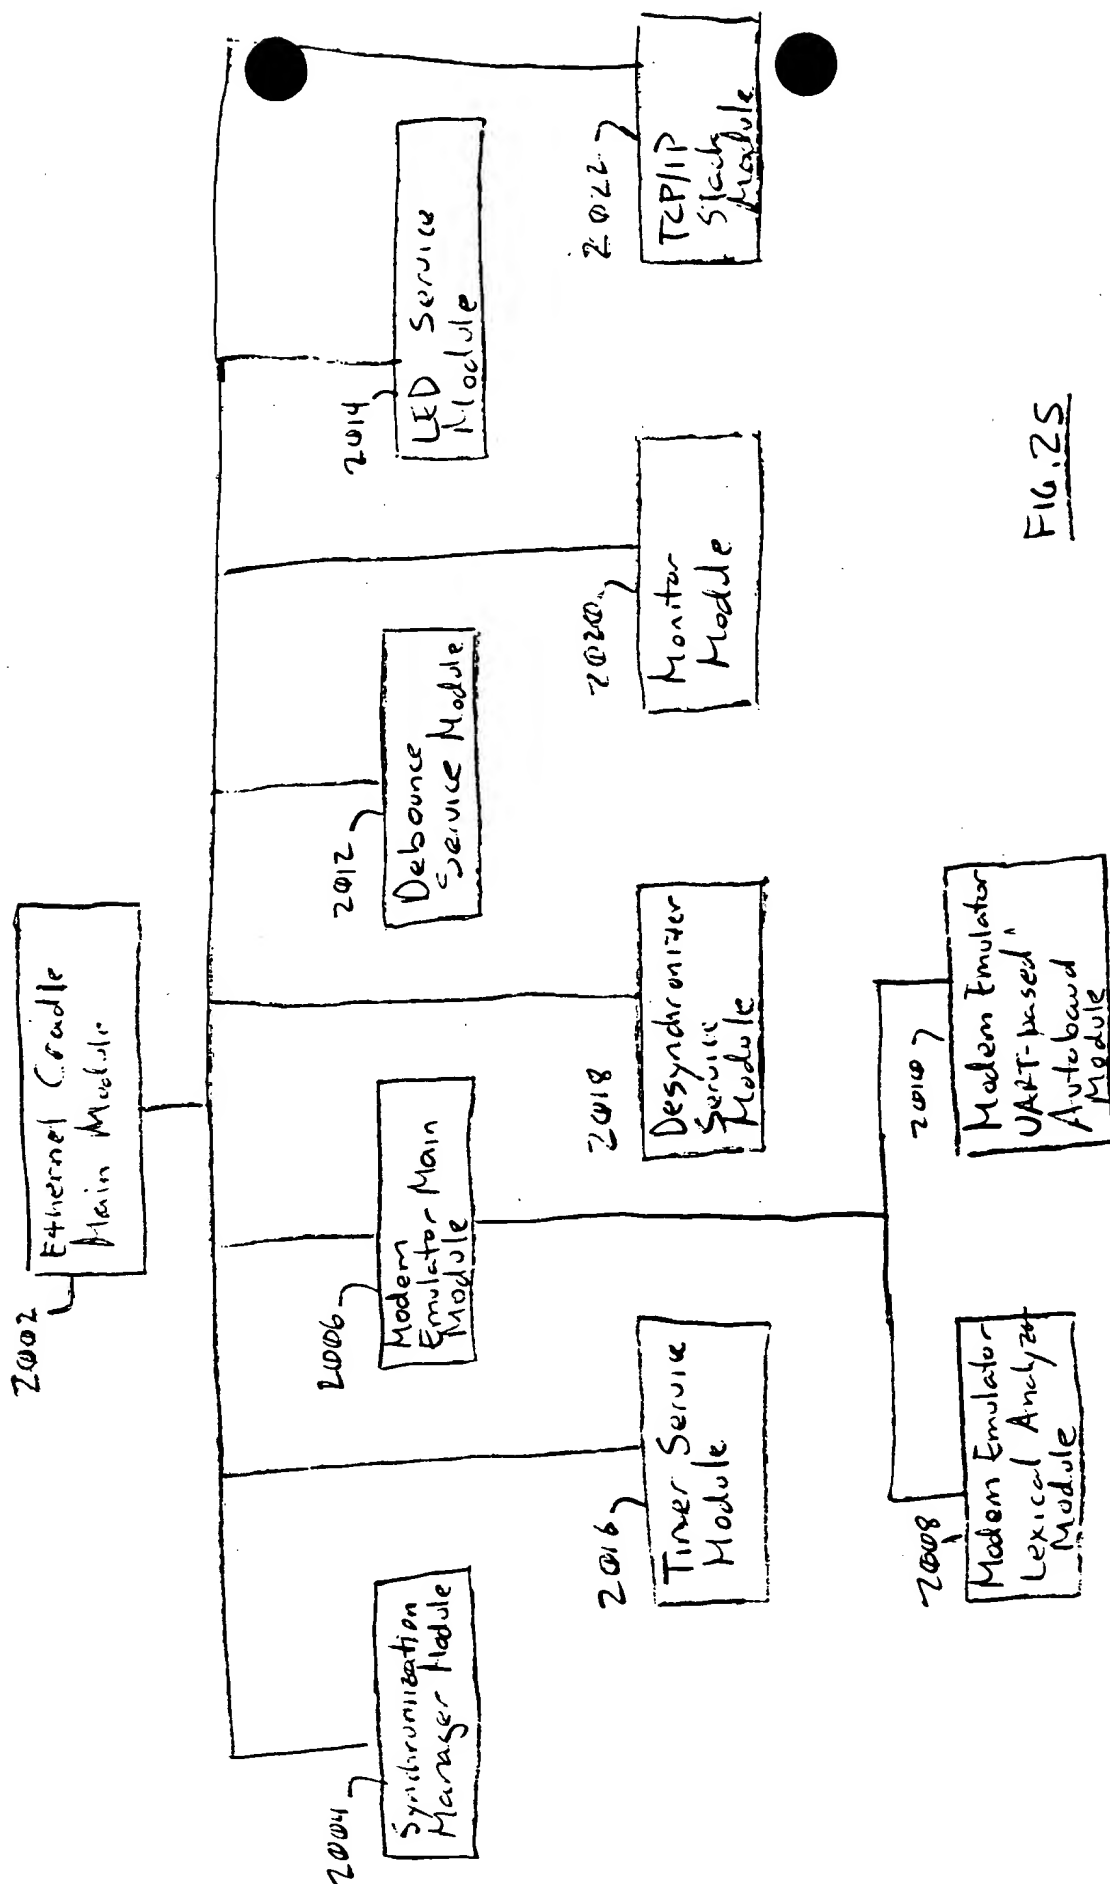 2002
Ethernet Cradle
Main Module
2004
Synchronization
Manager Module
2006
Modem
Emulator Main
Module
2012
Debounce
Service Module
2014
LED Service
Module
2016
Timer Service
Module
2018
Desynchronizer
Service
Module
2020
Monitor
Module
2022
TCP/IP
Stack
Module
2008
Modem Emulator
Lexical Analyzer
Module
2010
Modem Emulator
UART-based
Autobaud
Module
FIG. 25